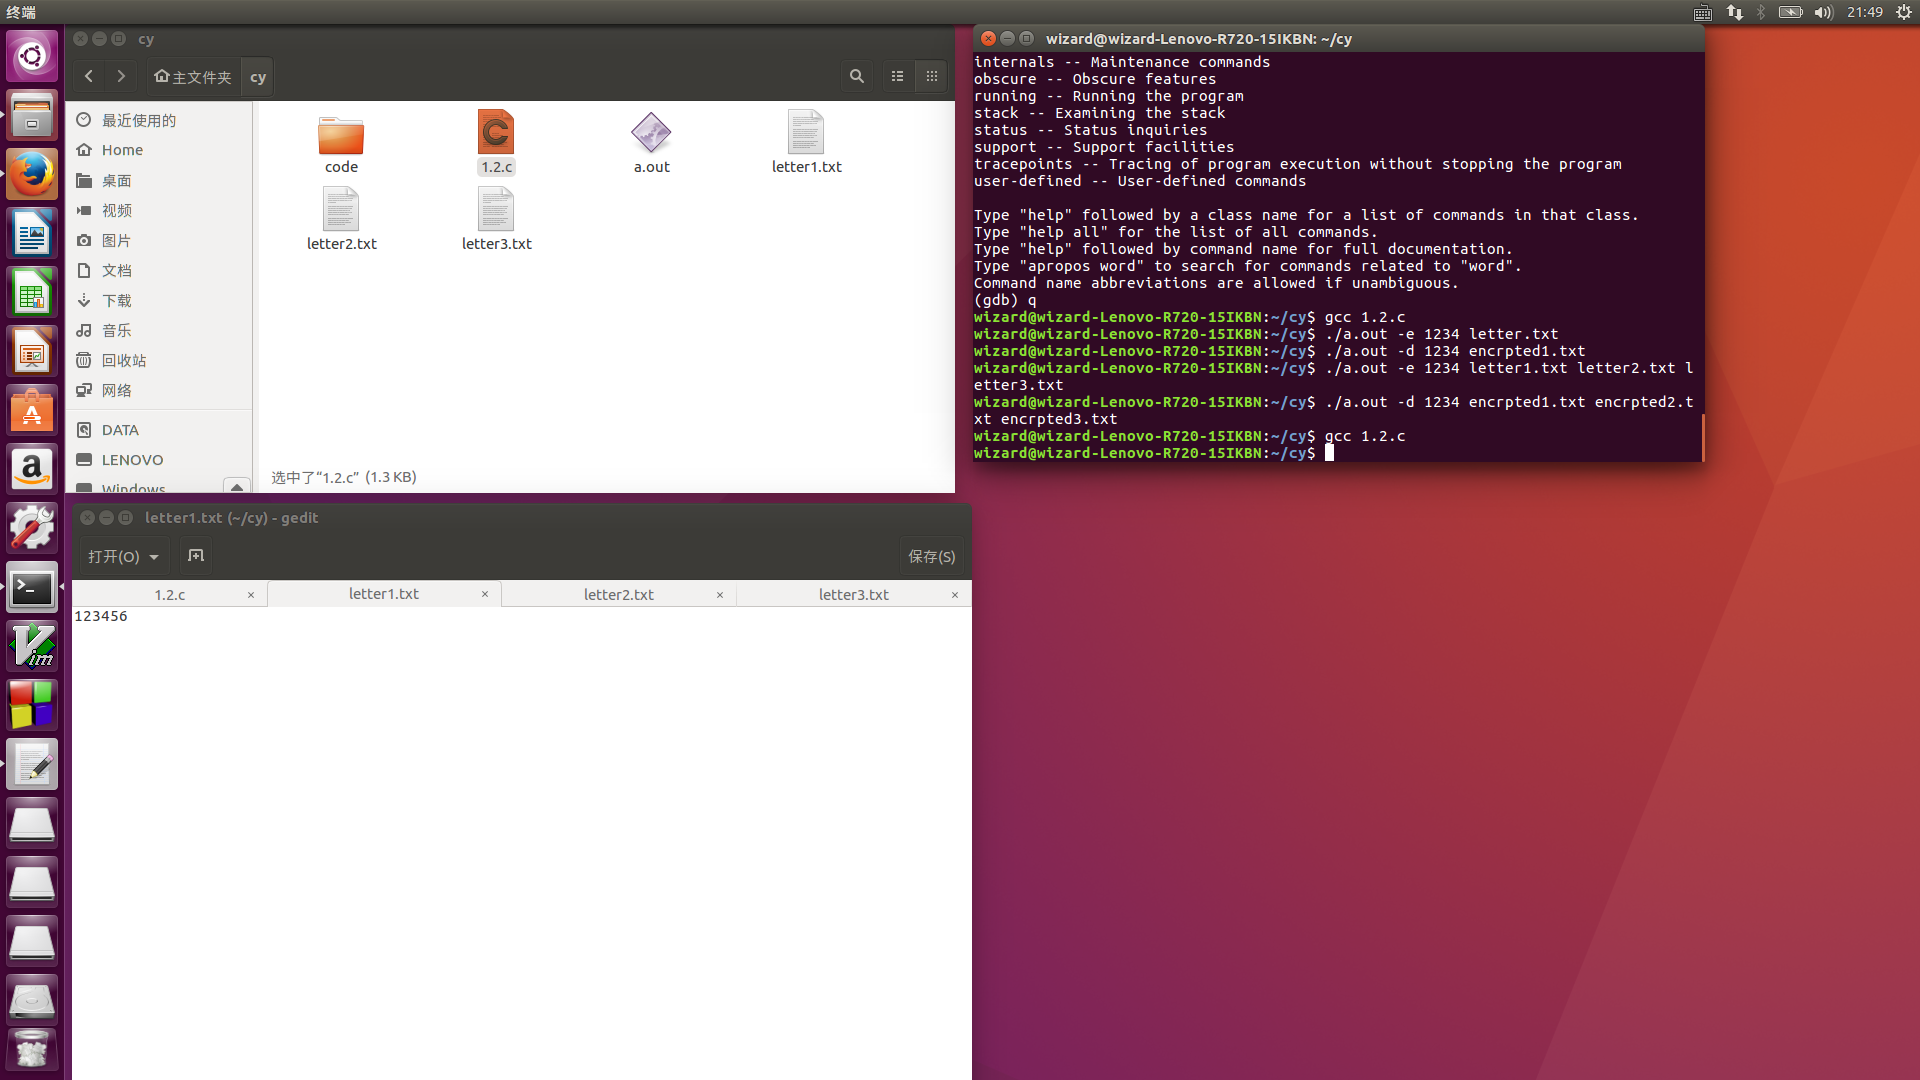 终端
21:49
cy
主文件夹
cy
最近使用的
Home
桌面
视频
图片
文档
下载
音乐
回收站
网络
DATA
LENOVO
Windows
code
1.2.c
a.out
letter1.txt
letter2.txt
letter3.txt
选中了“1.2.c” (1.3 KB)
wizard@wizard-Lenovo-R720-15IKBN: ~/cy
internals -- Maintenance commands
obscure -- Obscure features
running -- Running the program
stack -- Examining the stack
status -- Status inquiries
support -- Support facilities
tracepoints -- Tracing of program execution without stopping the program
user-defined -- User-defined commands
Type "help" followed by a class name for a list of commands in that class.
Type "help all" for the list of all commands.
Type "help" followed by command name for full documentation.
Type "apropos word" to search for commands related to "word".
Command name abbreviations are allowed if unambiguous.
(gdb) q
wizard@wizard-Lenovo-R720-15IKBN:~/cy$ gcc 1.2.c
wizard@wizard-Lenovo-R720-15IKBN:~/cy$ ./a.out -e 1234 letter.txt
wizard@wizard-Lenovo-R720-15IKBN:~/cy$ ./a.out -d 1234 encrpted1.txt
wizard@wizard-Lenovo-R720-15IKBN:~/cy$ ./a.out -e 1234 letter1.txt letter2.txt l
etter3.txt
wizard@wizard-Lenovo-R720-15IKBN:~/cy$ ./a.out -d 1234 encrpted1.txt encrpted2.t
xt encrpted3.txt
wizard@wizard-Lenovo-R720-15IKBN:~/cy$ gcc 1.2.c
wizard@wizard-Lenovo-R720-15IKBN:~/cy$
letter1.txt (~/cy) - gedit
打开(O)
保存(S)
1.2.c
letter1.txt
letter2.txt
letter3.txt
123456